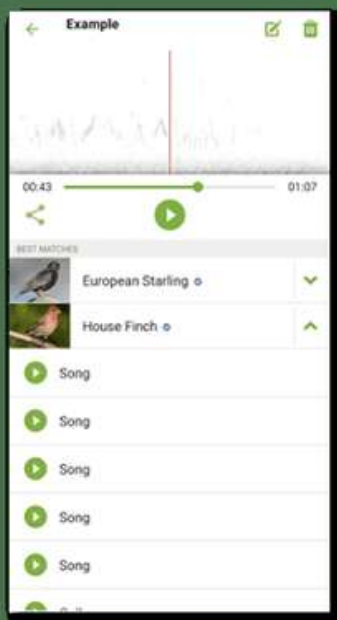 Example
00:43 01:07
BEST MATCHES
European Starling
House Finch
Song
Song
Song
Song
Song